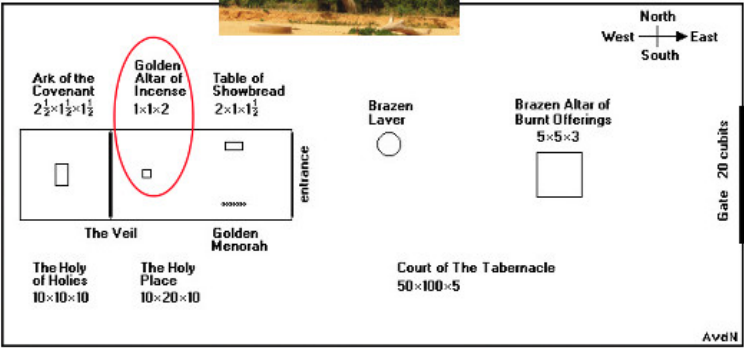 North
West East
South
Ark of the
Covenant
2½×1½×1½
Golden
Altar of
Incense
1×1×2
Table of
Showbread
2×1×1½
Brazen
Laver
Brazen Altar of
Burnt Offerings
5×5×3
entrance
Gate 20 cubits
The Veil
Golden
Menorah
The Holy
of Holies
10×10×10
The Holy
Place
10×20×10
Court of The Tabernacle
50×100×5
AvdN